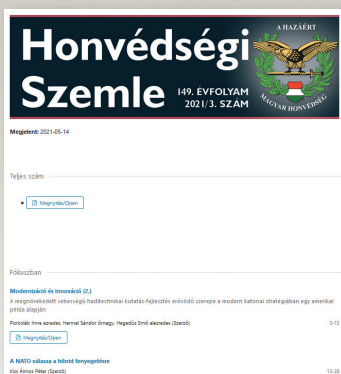 A HAZÁÉRT
Honvédségi
Szemle
149. ÉVFOLYAM
2021/3. SZÁM
MAGYAR HONVÉDSÉG
Megjelent: 2021-05-14
Teljes szám
Megnyitás/Open
Fókuszban
Modernizáció és innováció (2.)
A megnövekedett sebességű haditechnikai kutatás-fejlesztés erősödő szerepe a modern katonai stratégiában egy amerikai
példa alapján
Porkoláb Imre ezredes, Hennel Sándor őrnagy, Hegedűs Ernő alezredes (Szerző)
3-12
Megnyitás/Open
A NATO válasza a hibrid fenyegetésre
Kiss Álmos Péter (Szerző)
13-28